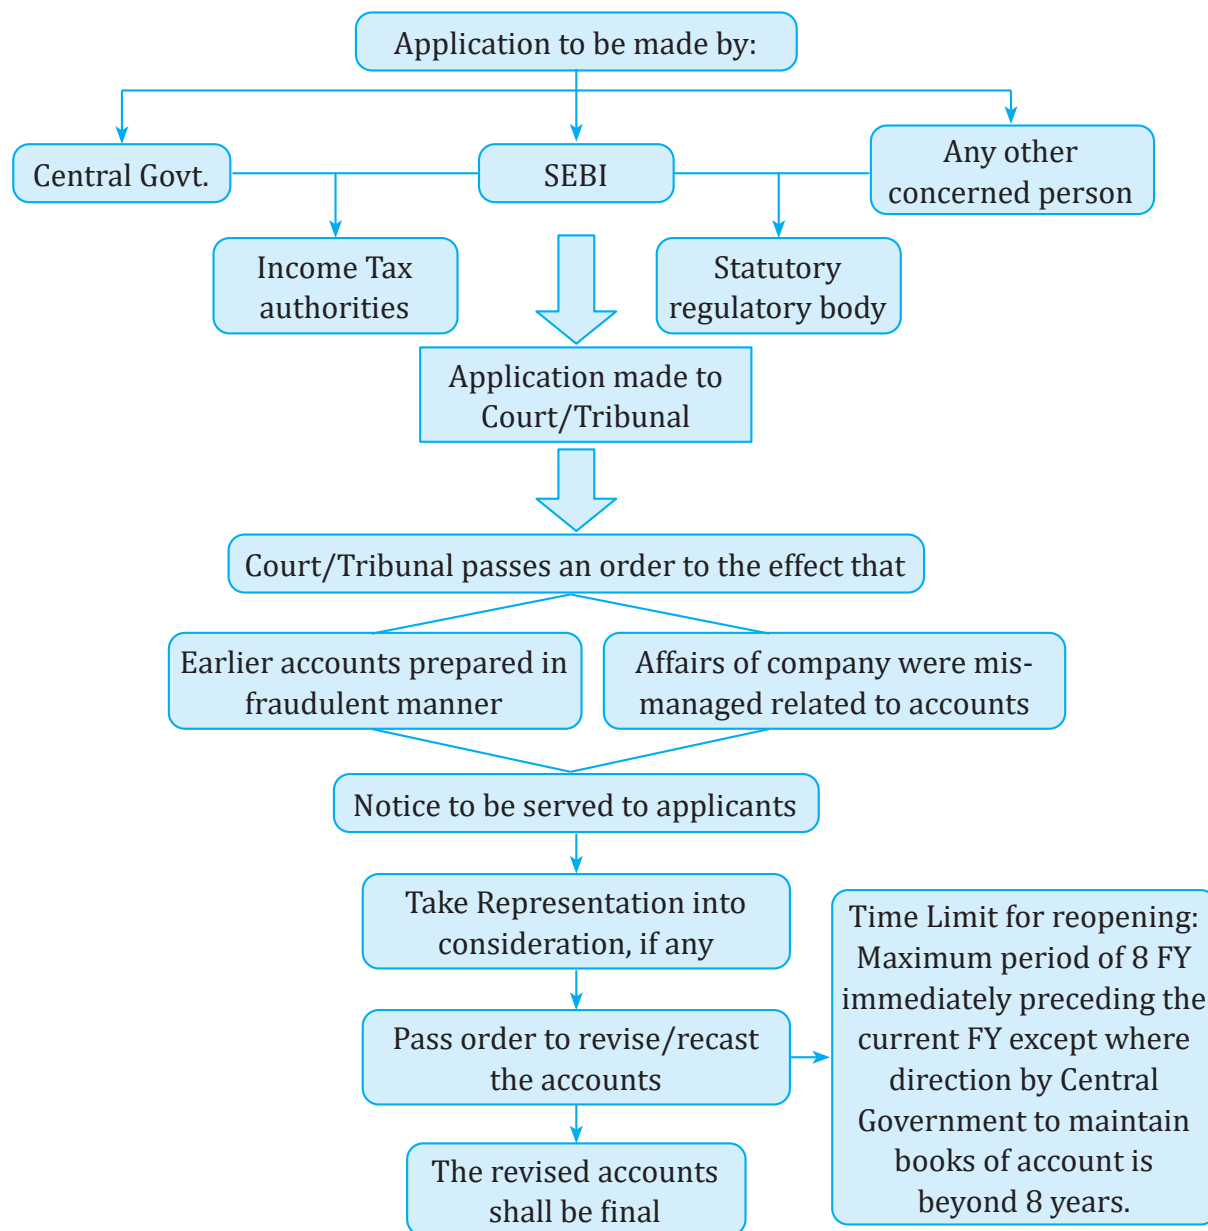 Application to be made by:
Central Govt.
SEBI
Any other
concerned person
Income Tax
authorities
Statutory
regulatory body
Application made to
Court/Tribunal
Court/Tribunal passes an order to the effect that
Earlier accounts prepared in
fraudulent manner
Affairs of company were mis-
managed related to accounts
Notice to be served to applicants
Take Representation into
consideration, if any
Pass order to revise/recast
the accounts
Time Limit for reopening:
Maximum period of 8 FY
immediately preceding the
current FY except where
direction by Central
Government to maintain
books of account is
beyond 8 years.
The revised accounts
shall be final